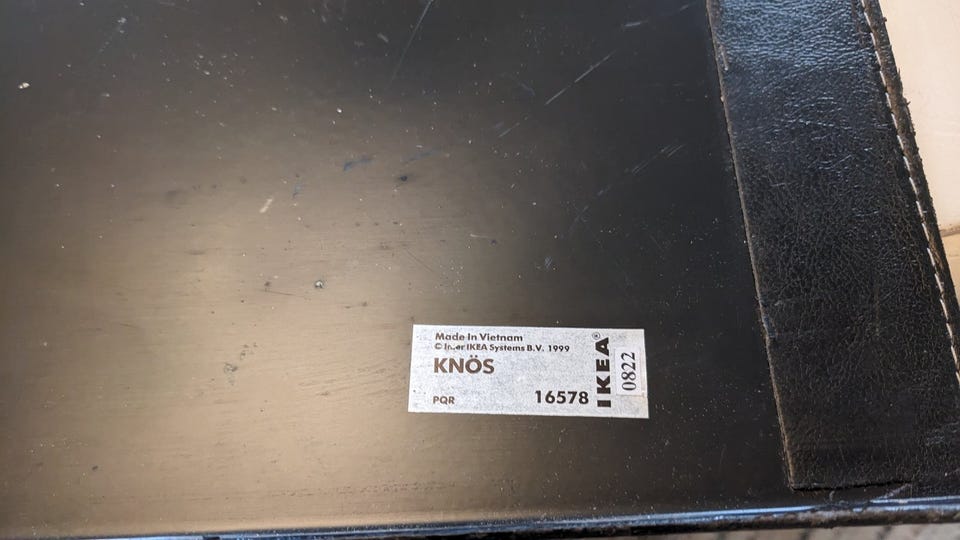 Made In Vietnam
© Inter IKEA Systems B.V. 1999
KNÖS
PQR
16578
IKEA®
0822